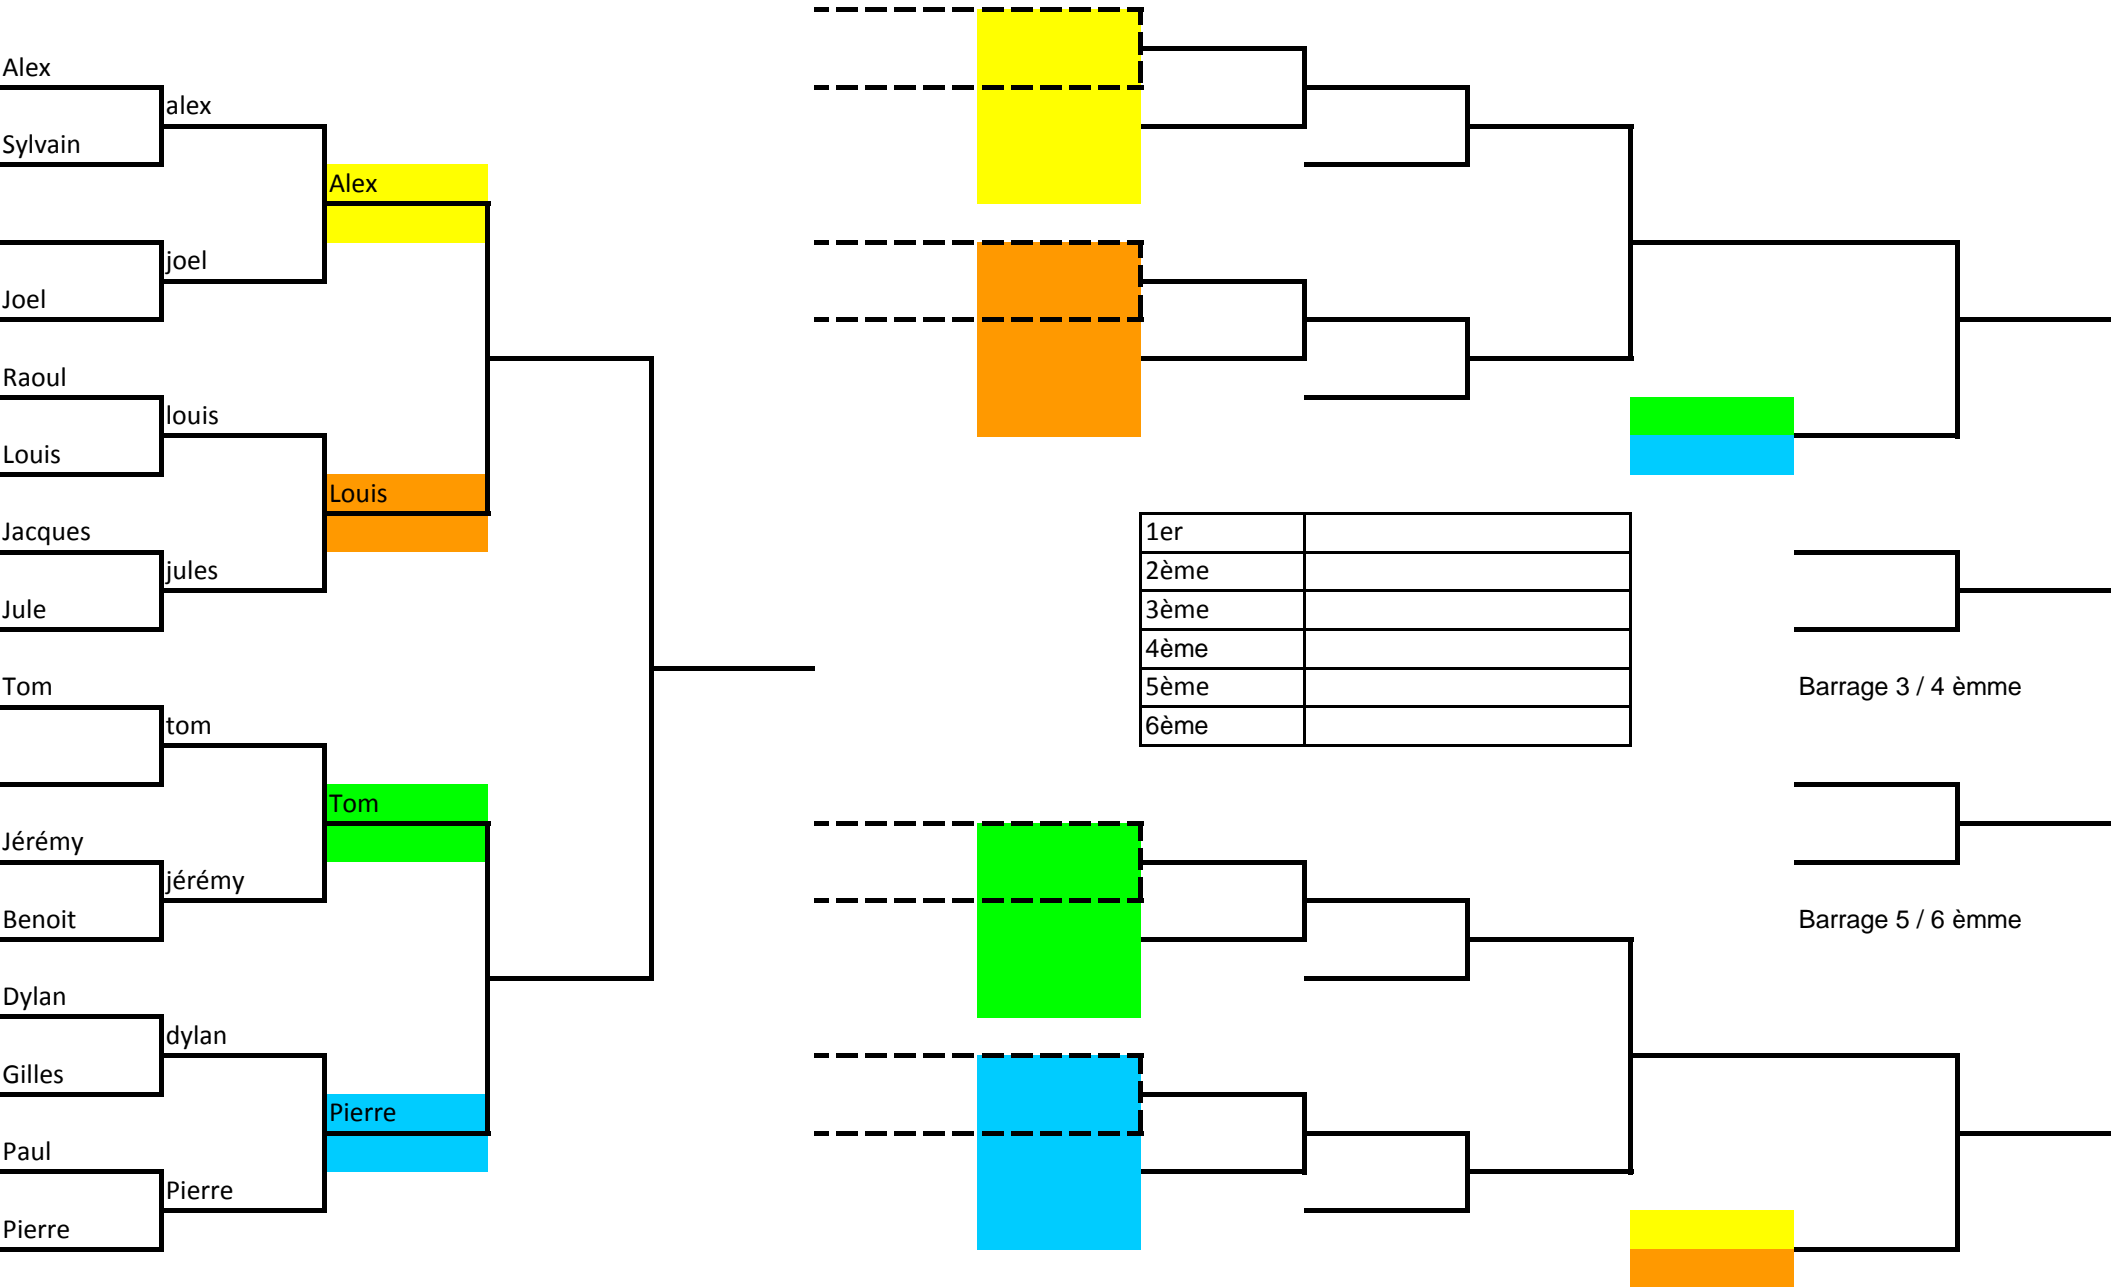 Alex
alex
Sylvain
Alex
joel
Joel
Raoul
louis
Louis
Louis
Jacques
jules
Jule
Tom
tom
Tom
Jérémy
jérémy
Benoit
Dylan
dylan
Gilles
Pierre
Paul
Pierre
Pierre
1er
2ème
3ème
4ème
5ème
6ème
Barrage 3 / 4 èmme
Barrage 5 / 6 èmme